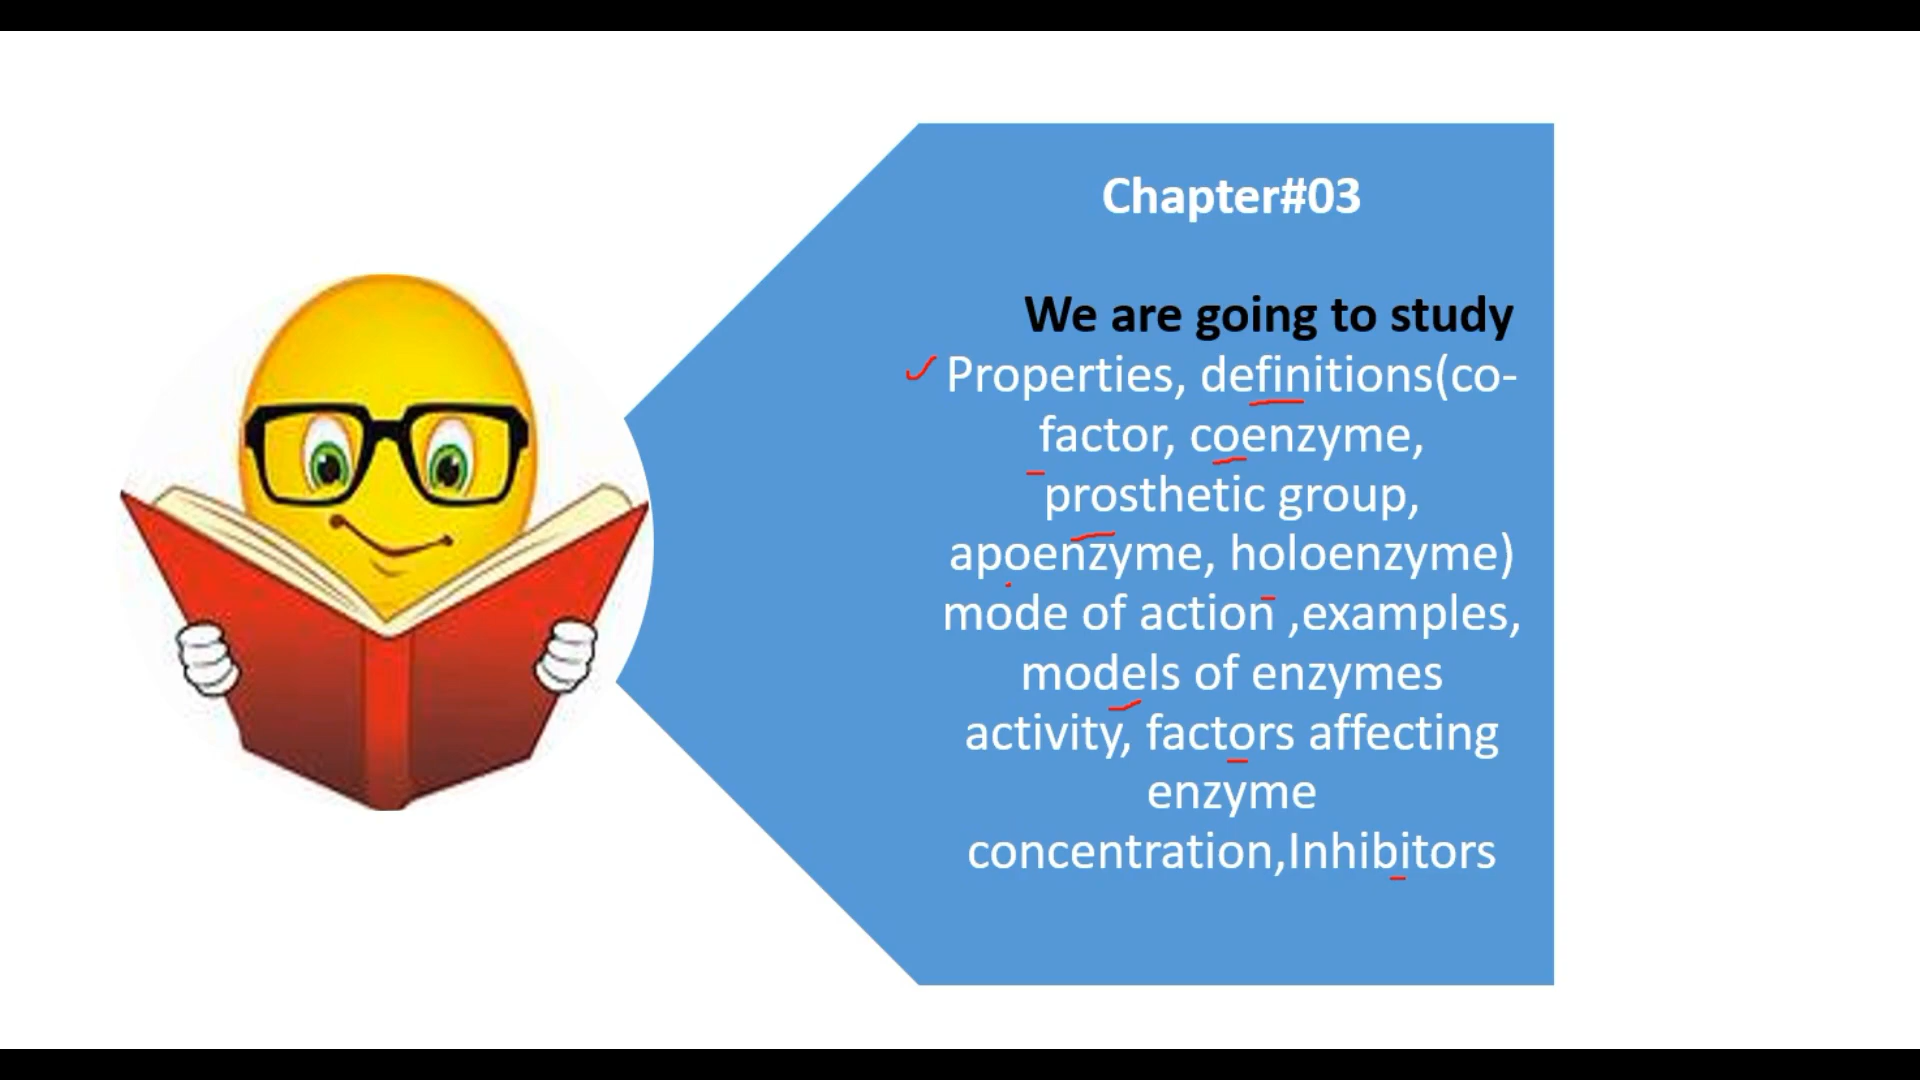 Chapter#03
We are going to study
Properties, definitions(co-
factor, coenzyme,
prosthetic group,
apoenzyme, holoenzyme)
mode of action ,examples,
models of enzymes
activity, factors affecting
enzyme
concentration,Inhibitors